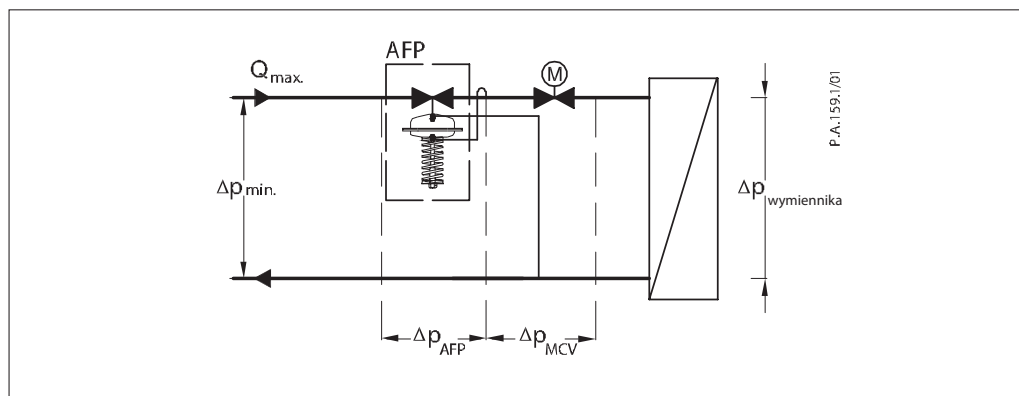 AFP
Qmax.
M
P.A.159.1/01
Δpmin.
Δpwymiennika
ΔpAFP
ΔpMCV